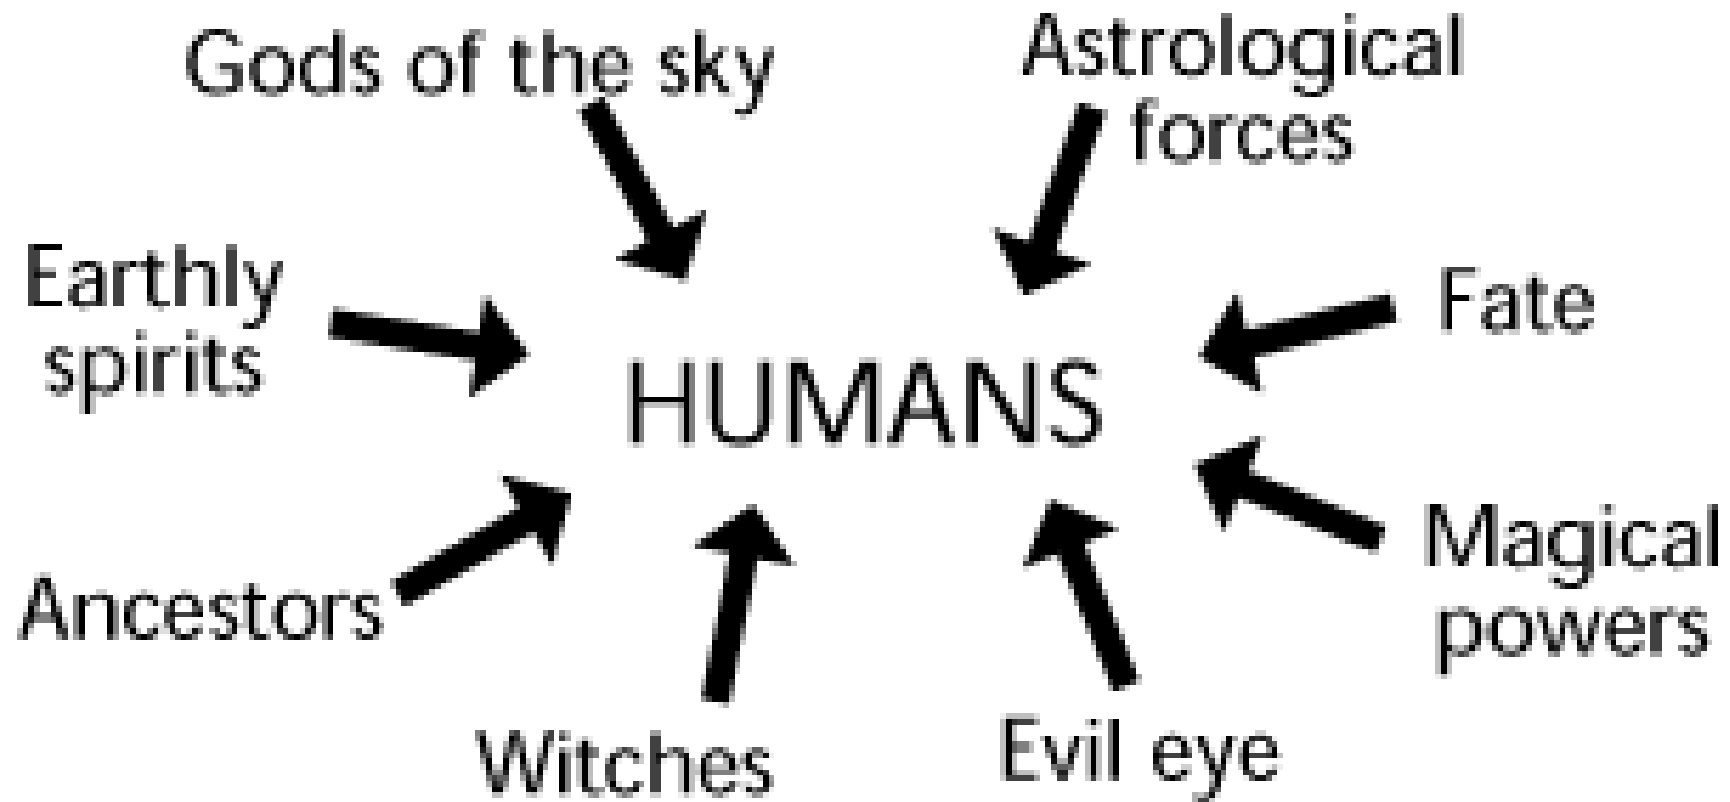 Gods of the sky
Astrological
forces
Earthly
spirits
Fate
HUMANS
Ancestors
Magical
powers
Witches
Evil eye